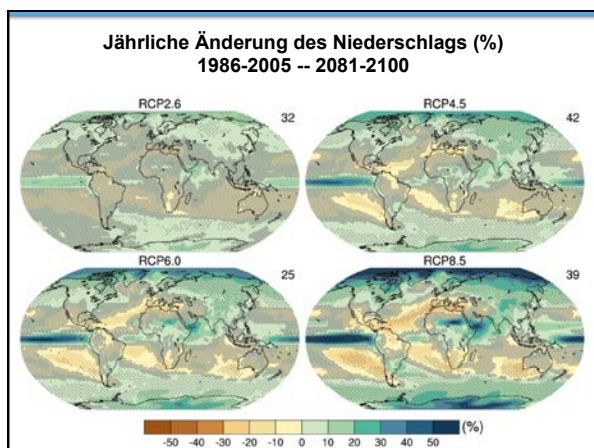 Jährliche Änderung des Niederschlags (%)
1986-2005 -- 2081-2100
RCP2.6
32
RCP4.5
42
RCP6.0
25
RCP8.5
39
-50 -40 -30 -20 -10 0 10 20 30 40 50 (%)